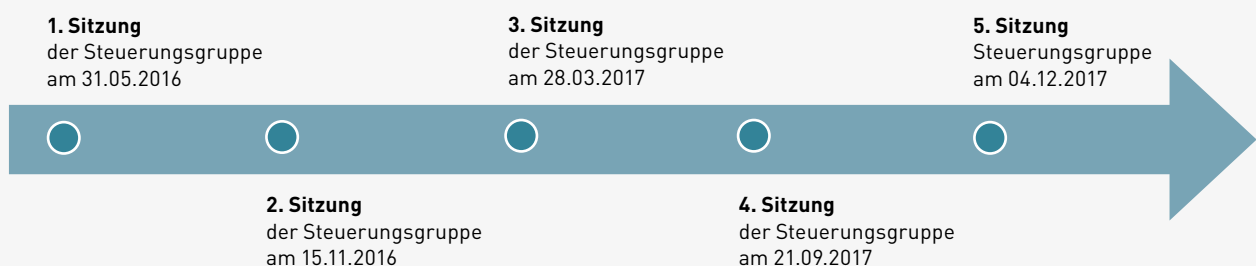 1. Sitzung
der Steuerungsgruppe
am 31.05.2016
2. Sitzung
der Steuerungsgruppe
am 15.11.2016
3. Sitzung
der Steuerungsgruppe
am 28.03.2017
4. Sitzung
der Steuerungsgruppe
am 21.09.2017
5. Sitzung
Steuerungsgruppe
am 04.12.2017